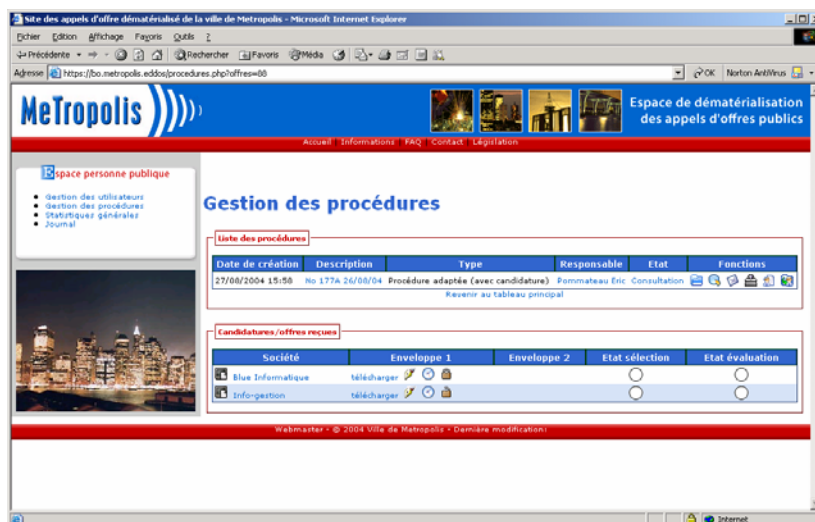 Site des appels d'offre dématérialisé de la ville de Metropolis - Microsoft Internet Explorer
Fichier Edition Affichage Favoris Outils ?
Précédente Rechercher Favoris Média
Adresse https://bo.metropolis.eddos/procedures.php?offres=88 OK Norton AntiVirus
MeTropolis
Espace de dématérialisation
des appels d'offres publics
Accueil Informations FAQ Contact Législation
Espace personne publique
Gestion des utilisateurs
Gestion des procédures
Statistiques générales
Journal
Gestion des procédures
Liste des procédures
Date de création Description Type Responsable Etat Fonctions
27/08/2004 15:58 No 177A 26/08/04 Procédure adaptée (avec candidature) Pommateau Eric Consultation
Revenir au tableau principal
Candidatures/offres reçues
Société Enveloppe 1 Enveloppe 2 Etat sélection Etat évaluation
Blue Informatique télécharger
Info-gestion télécharger
Webmaster - © 2004 Ville de Metropolis - Dernière modification:
Internet